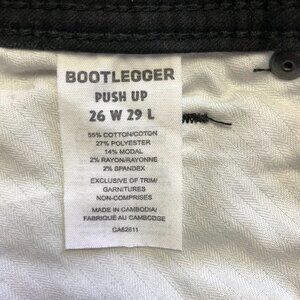 BOOTLEGGER
PUSH UP
26 W 29 L
55% COTTON/COTON
27% POLYESTER
14% MODAL
2% RAYON/RAYONNE
2% SPANDEX
EXCLUSIVE OF TRIM/
GARNITURES
NON-COMPRISES
MADE IN CAMBODIA/
FABRIQUÉ AU CAMBODGE
CA62811